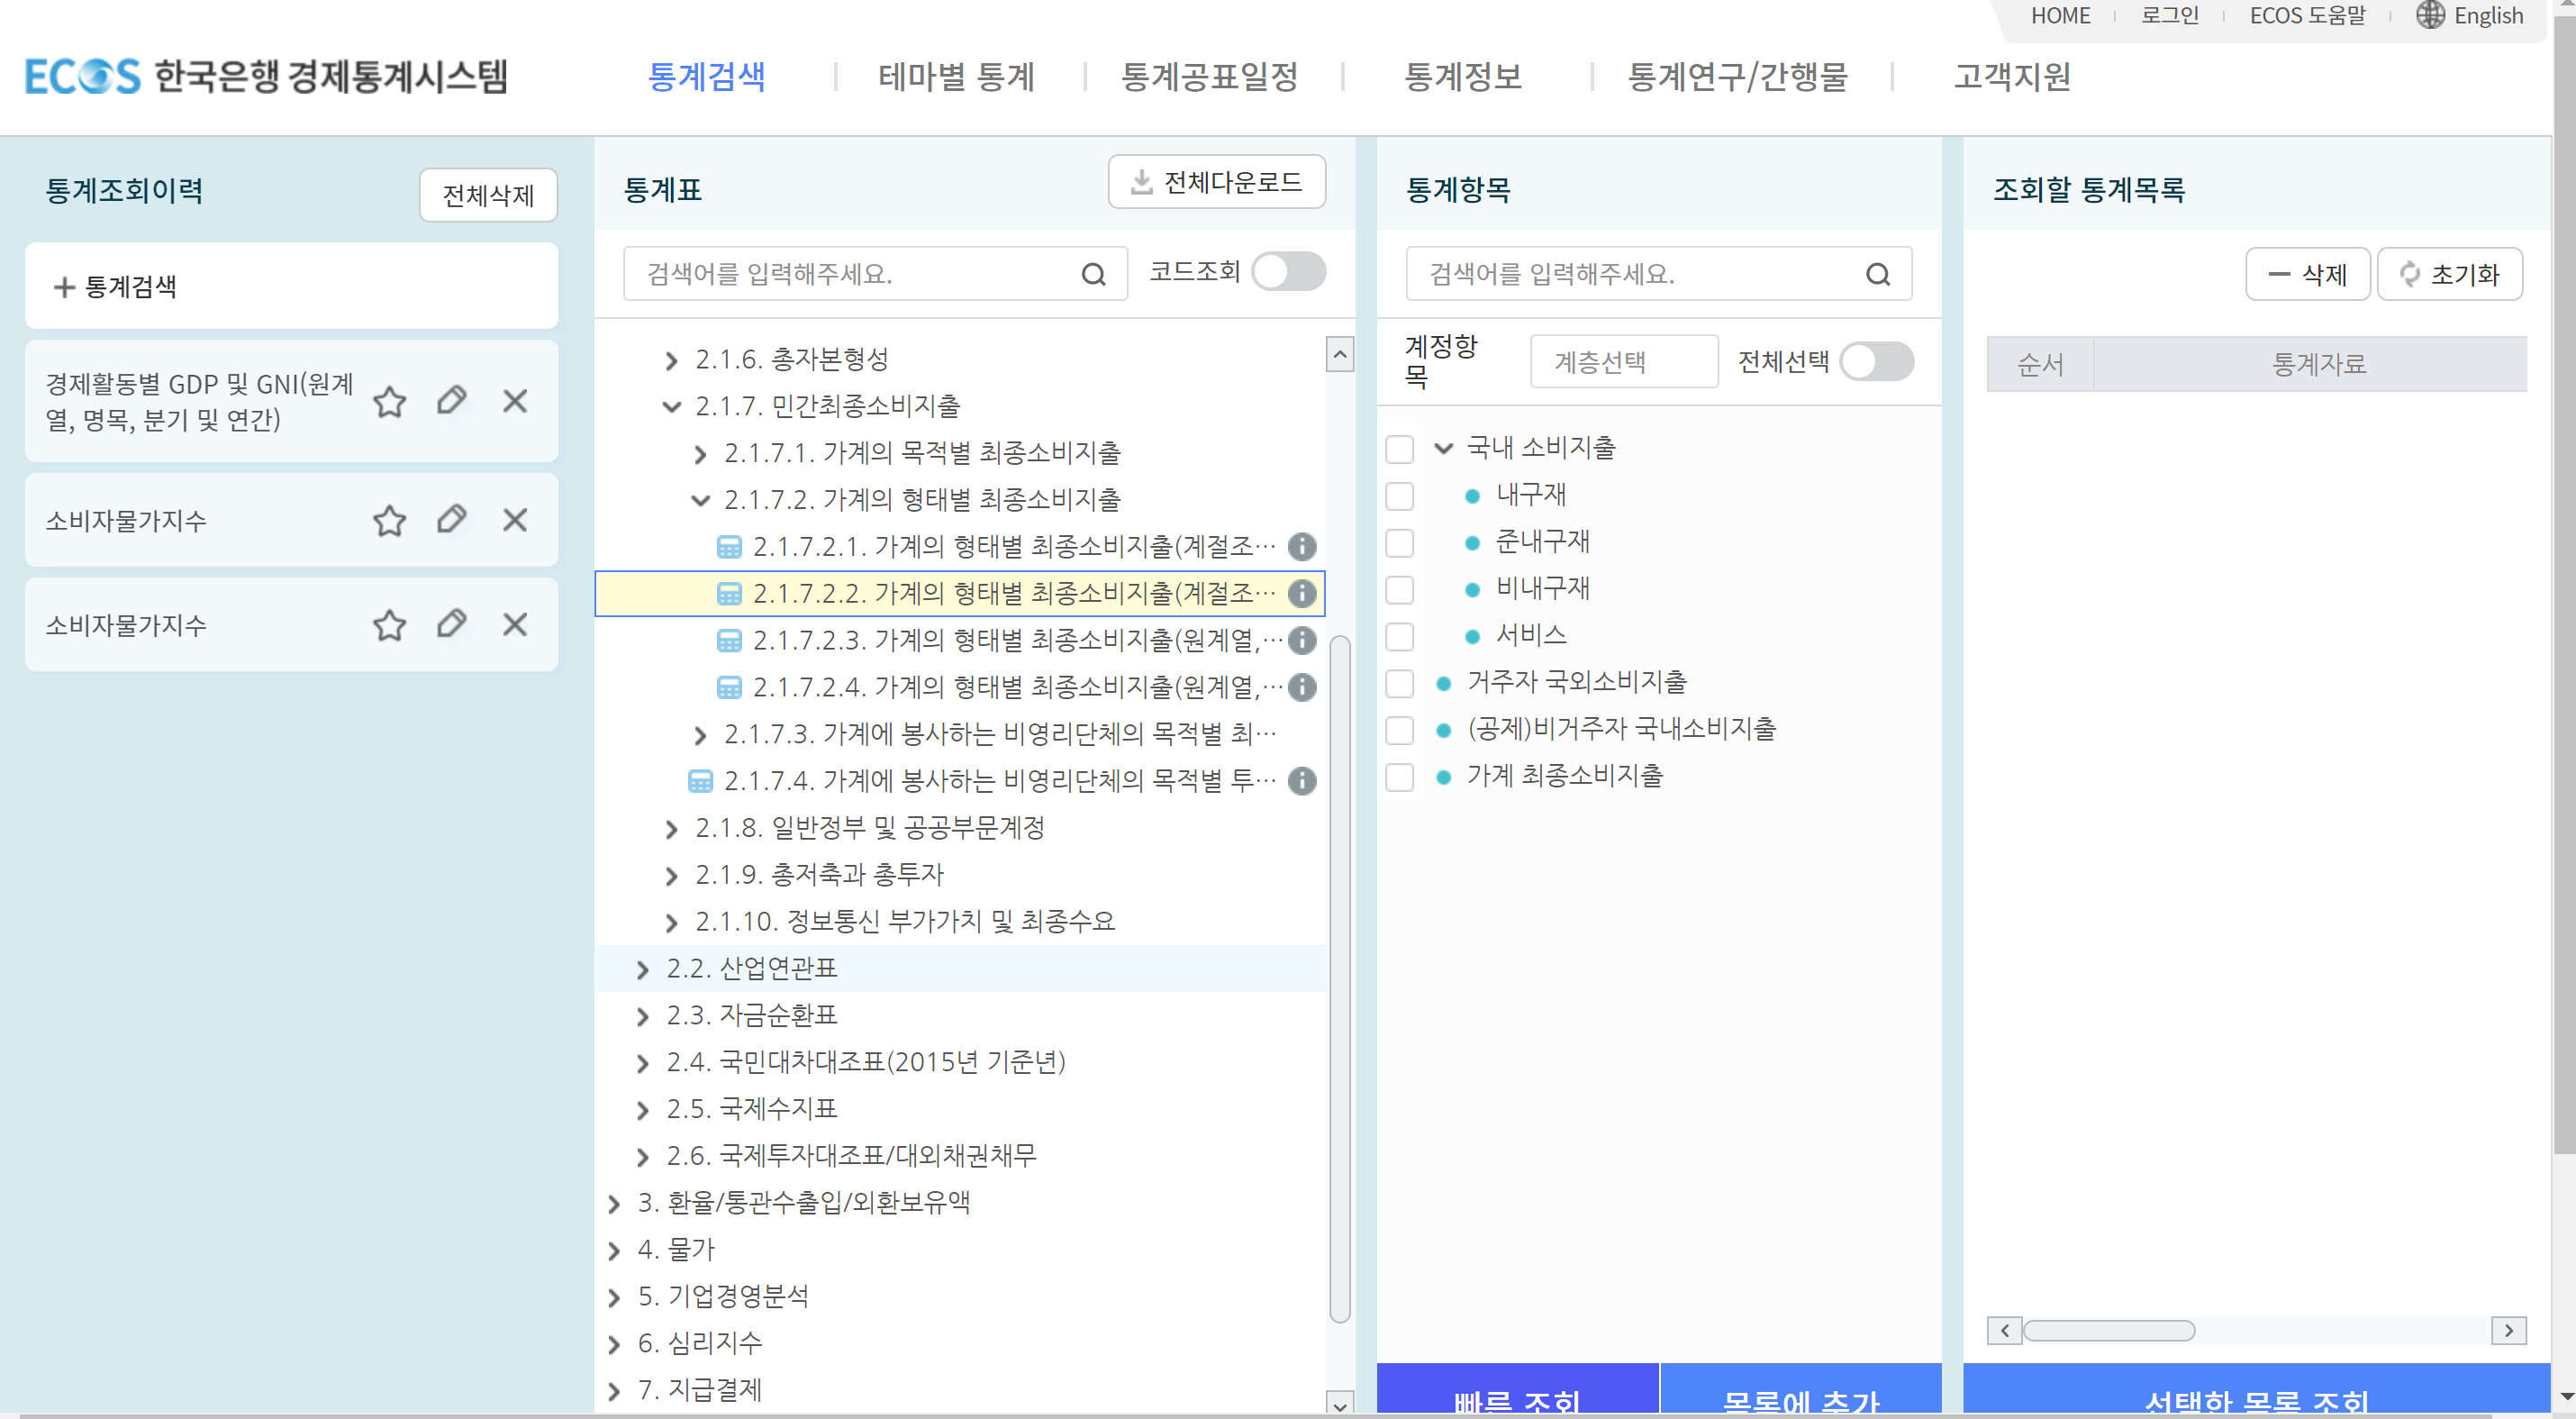 HOME
로그인
ECOS 도움말
English
ECOS 한국은행 경제통계시스템
통계검색
테마별 통계
통계공표일정
통계정보
통계연구/간행물
고객지원
통계조회이력
전체삭제
통계검색
경제활동별 GDP 및 GNI(원계
열, 명목, 분기 및 연간)
소비자물가지수
소비자물가지수
통계표
전체다운로드
검색어를 입력해주세요.
코드조회
2.1.6. 총자본형성
2.1.7. 민간최종소비지출
2.1.7.1. 가계의 목적별 최종소비지출
2.1.7.2. 가계의 형태별 최종소비지출
2.1.7.2.1. 가계의 형태별 최종소비지출(계절조…
2.1.7.2.2. 가계의 형태별 최종소비지출(계절조…
2.1.7.2.3. 가계의 형태별 최종소비지출(원계열,…
2.1.7.2.4. 가계의 형태별 최종소비지출(원계열,…
2.1.7.3. 가계에 봉사하는 비영리단체의 목적별 최…
2.1.7.4. 가계에 봉사하는 비영리단체의 목적별 투…
2.1.8. 일반정부 및 공공부문계정
2.1.9. 총저축과 총투자
2.1.10. 정보통신 부가가치 및 최종수요
2.2. 산업연관표
2.3. 자금순환표
2.4. 국민대차대조표(2015년 기준년)
2.5. 국제수지표
2.6. 국제투자대조표/대외채권채무
3. 환율/통관수출입/외환보유액
4. 물가
5. 기업경영분석
6. 심리지수
7. 지급결제
통계항목
검색어를 입력해주세요.
계정항
목
계층선택
전체선택
국내 소비지출
내구재
준내구재
비내구재
서비스
거주자 국외소비지출
(공제)비거주자 국내소비지출
가계 최종소비지출
빠른 조회
목록에 추가
조회할 통계목록
삭제
초기화
순서
통계자료
선택한 목록 조회